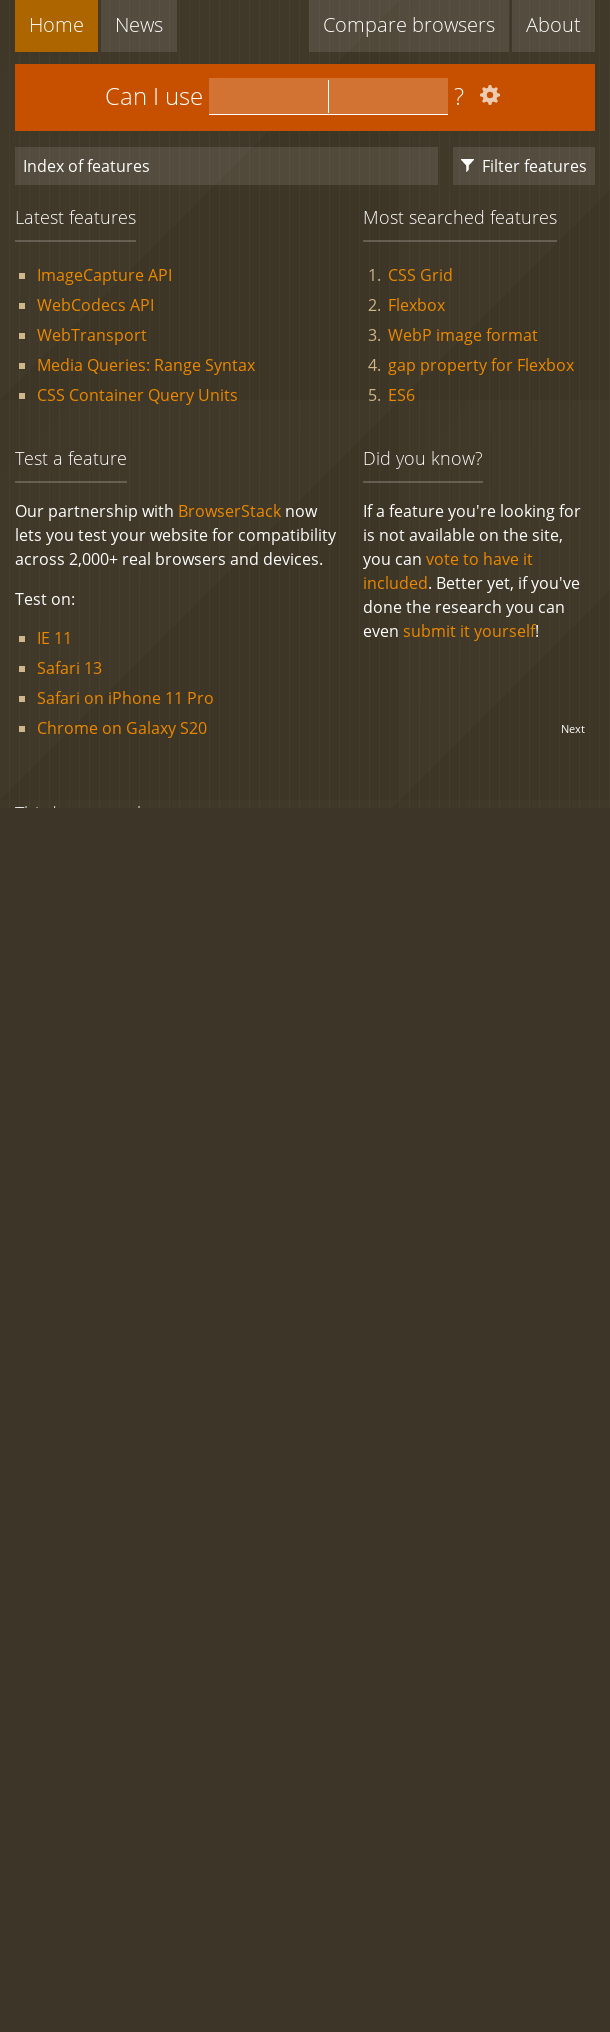 Home
News
Compare browsers
About
Can I use ?
Index of features
Filter features
Latest features
ImageCapture API
WebCodecs API
WebTransport
Media Queries: Range Syntax
CSS Container Query Units
Most searched features
1. CSS Grid
2. Flexbox
3. WebP image format
4. gap property for Flexbox
5. ES6
Test a feature
Our partnership with BrowserStack now
lets you test your website for compatibility
across 2,000+ real browsers and devices.
Test on:
IE 11
Safari 13
Safari on iPhone 11 Pro
Chrome on Galaxy S20
Did you know?
If a feature you're looking for
is not available on the site,
you can vote to have it
included. Better yet, if you've
done the research you can
even submit it yourself!
Next